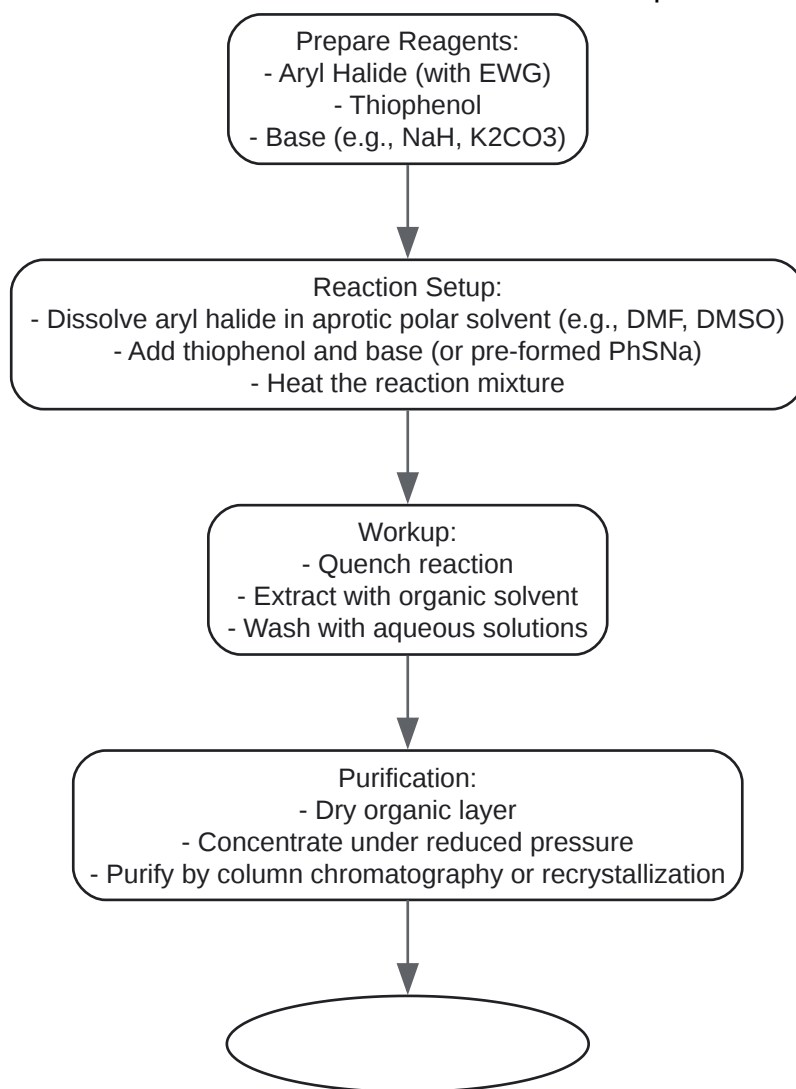 Prepare Reagents:
- Aryl Halide (with EWG)
- Thiophenol
- Base (e.g., NaH, K2CO3)
Reaction Setup:
- Dissolve aryl halide in aprotic polar solvent (e.g., DMF, DMSO)
- Add thiophenol and base (or pre-formed PhSNa)
- Heat the reaction mixture
Workup:
- Quench reaction
- Extract with organic solvent
- Wash with aqueous solutions
Purification:
- Dry organic layer
- Concentrate under reduced pressure
- Purify by column chromatography or recrystallization